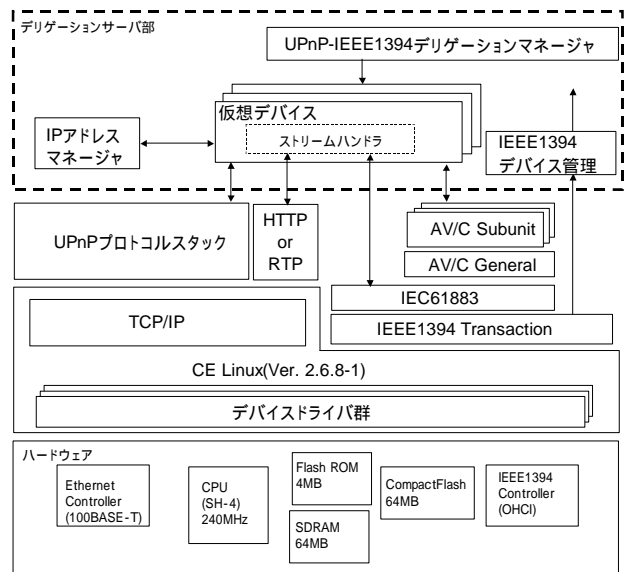 デリゲーションサーバ部
UPnP-IEEE1394デリゲーションマネージャ
仮想デバイス
ストリームハンドラ
IPアドレス
マネージャ
IEEE1394
デバイス管理
UPnPプロトコルスタック
HTTP
or
RTP
AV/C Subunit
AV/C General
IEC61883
IEEE1394 Transaction
TCP/IP
CE Linux(Ver. 2.6.8-1)
デバイスドライバ群
ハードウェア
Ethernet
Controller
(100BASE-T)
CPU
(SH-4)
240MHz
Flash ROM
4MB
SDRAM
64MB
CompactFlash
64MB
IEEE1394
Controller
(OHCI)